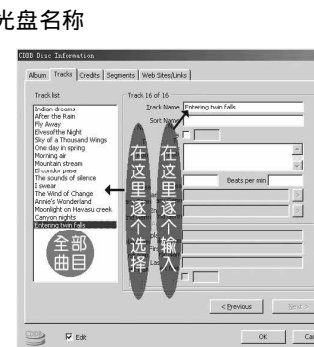 光盘名称
CDDB Disc Information
Album Tracks Credits Segments Web Sites/Links
Track list
Track 16 of 16
Indian dreams
After the Rain
Fly Away
Elvesofthe Night
Sky of a Thousand Wings
One day in spring
Morning air
Mountain stream
El condor pasa
The sounds of silence
I swear
The Wind of Change
Annie's Wonderland
Moonlight on Havasu creek
Canyon nights
Entering twin falls
全部
曲目
Track Name Entering twin falls
Sort Name
在这里逐个选择
在这里逐个输入
Beats per min
< Previous
Next >
CDDB
Edit
OK
Can